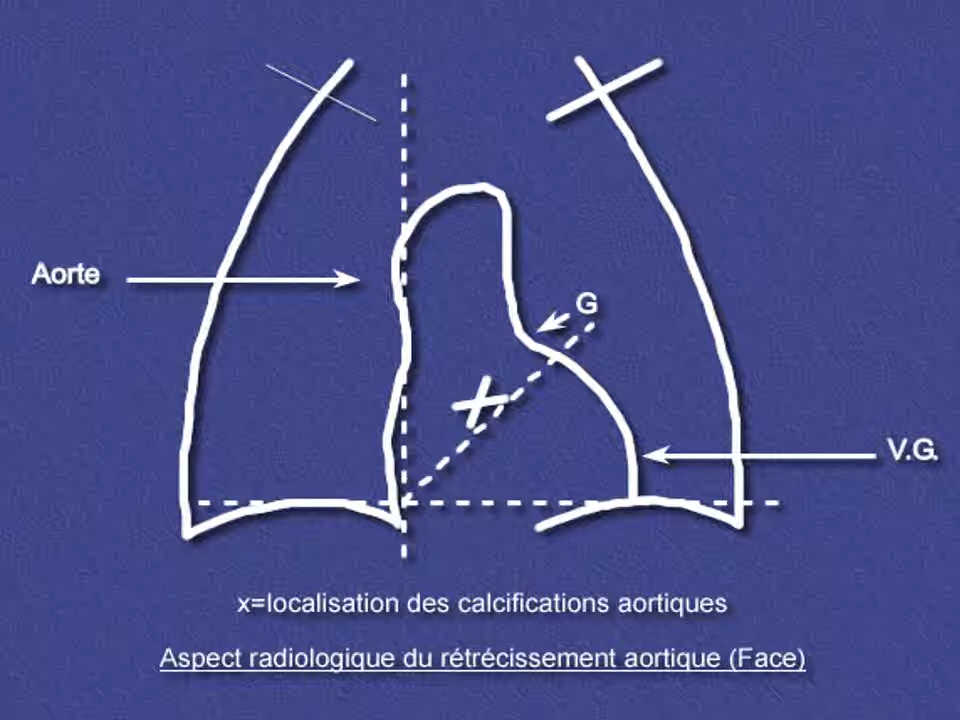 Aorte
G
V.G.
x=localisation des calcifications aortiques
Aspect radiologique du rétrécissement aortique (Face)